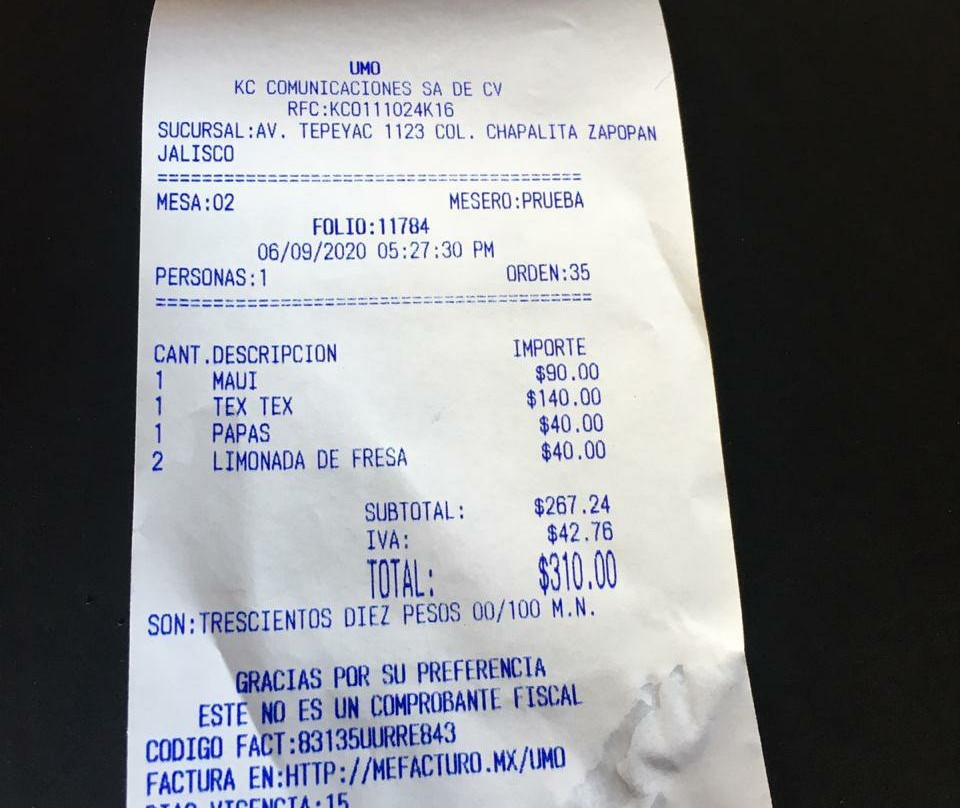 UMO
KC COMUNICACIONES SA DE CV
RFC:KCO111024K16
SUCURSAL:AV. TEPEYAC 1123 COL. CHAPALITA ZAPOPAN
JALISCO
==============================================
MESA:02 MESERO:PRUEBA
FOLIO:11784
06/09/2020 05:27:30 PM
PERSONAS:1 ORDEN:35
==============================================
CANT.DESCRIPCION IMPORTE
1 MAUI $90.00
1 TEX TEX $140.00
1 PAPAS $40.00
2 LIMONADA DE FRESA $40.00
SUBTOTAL: $267.24
IVA: $42.76
TOTAL: $310.00
SON:TRESCIENTOS DIEZ PESOS 00/100 M.N.
GRACIAS POR SU PREFERENCIA
ESTE NO ES UN COMPROBANTE FISCAL
CODIGO FACT:83135UURRE843
FACTURA EN:HTTP://MEFACTURO.MX/UMO
DIAS VIGENCIA:15